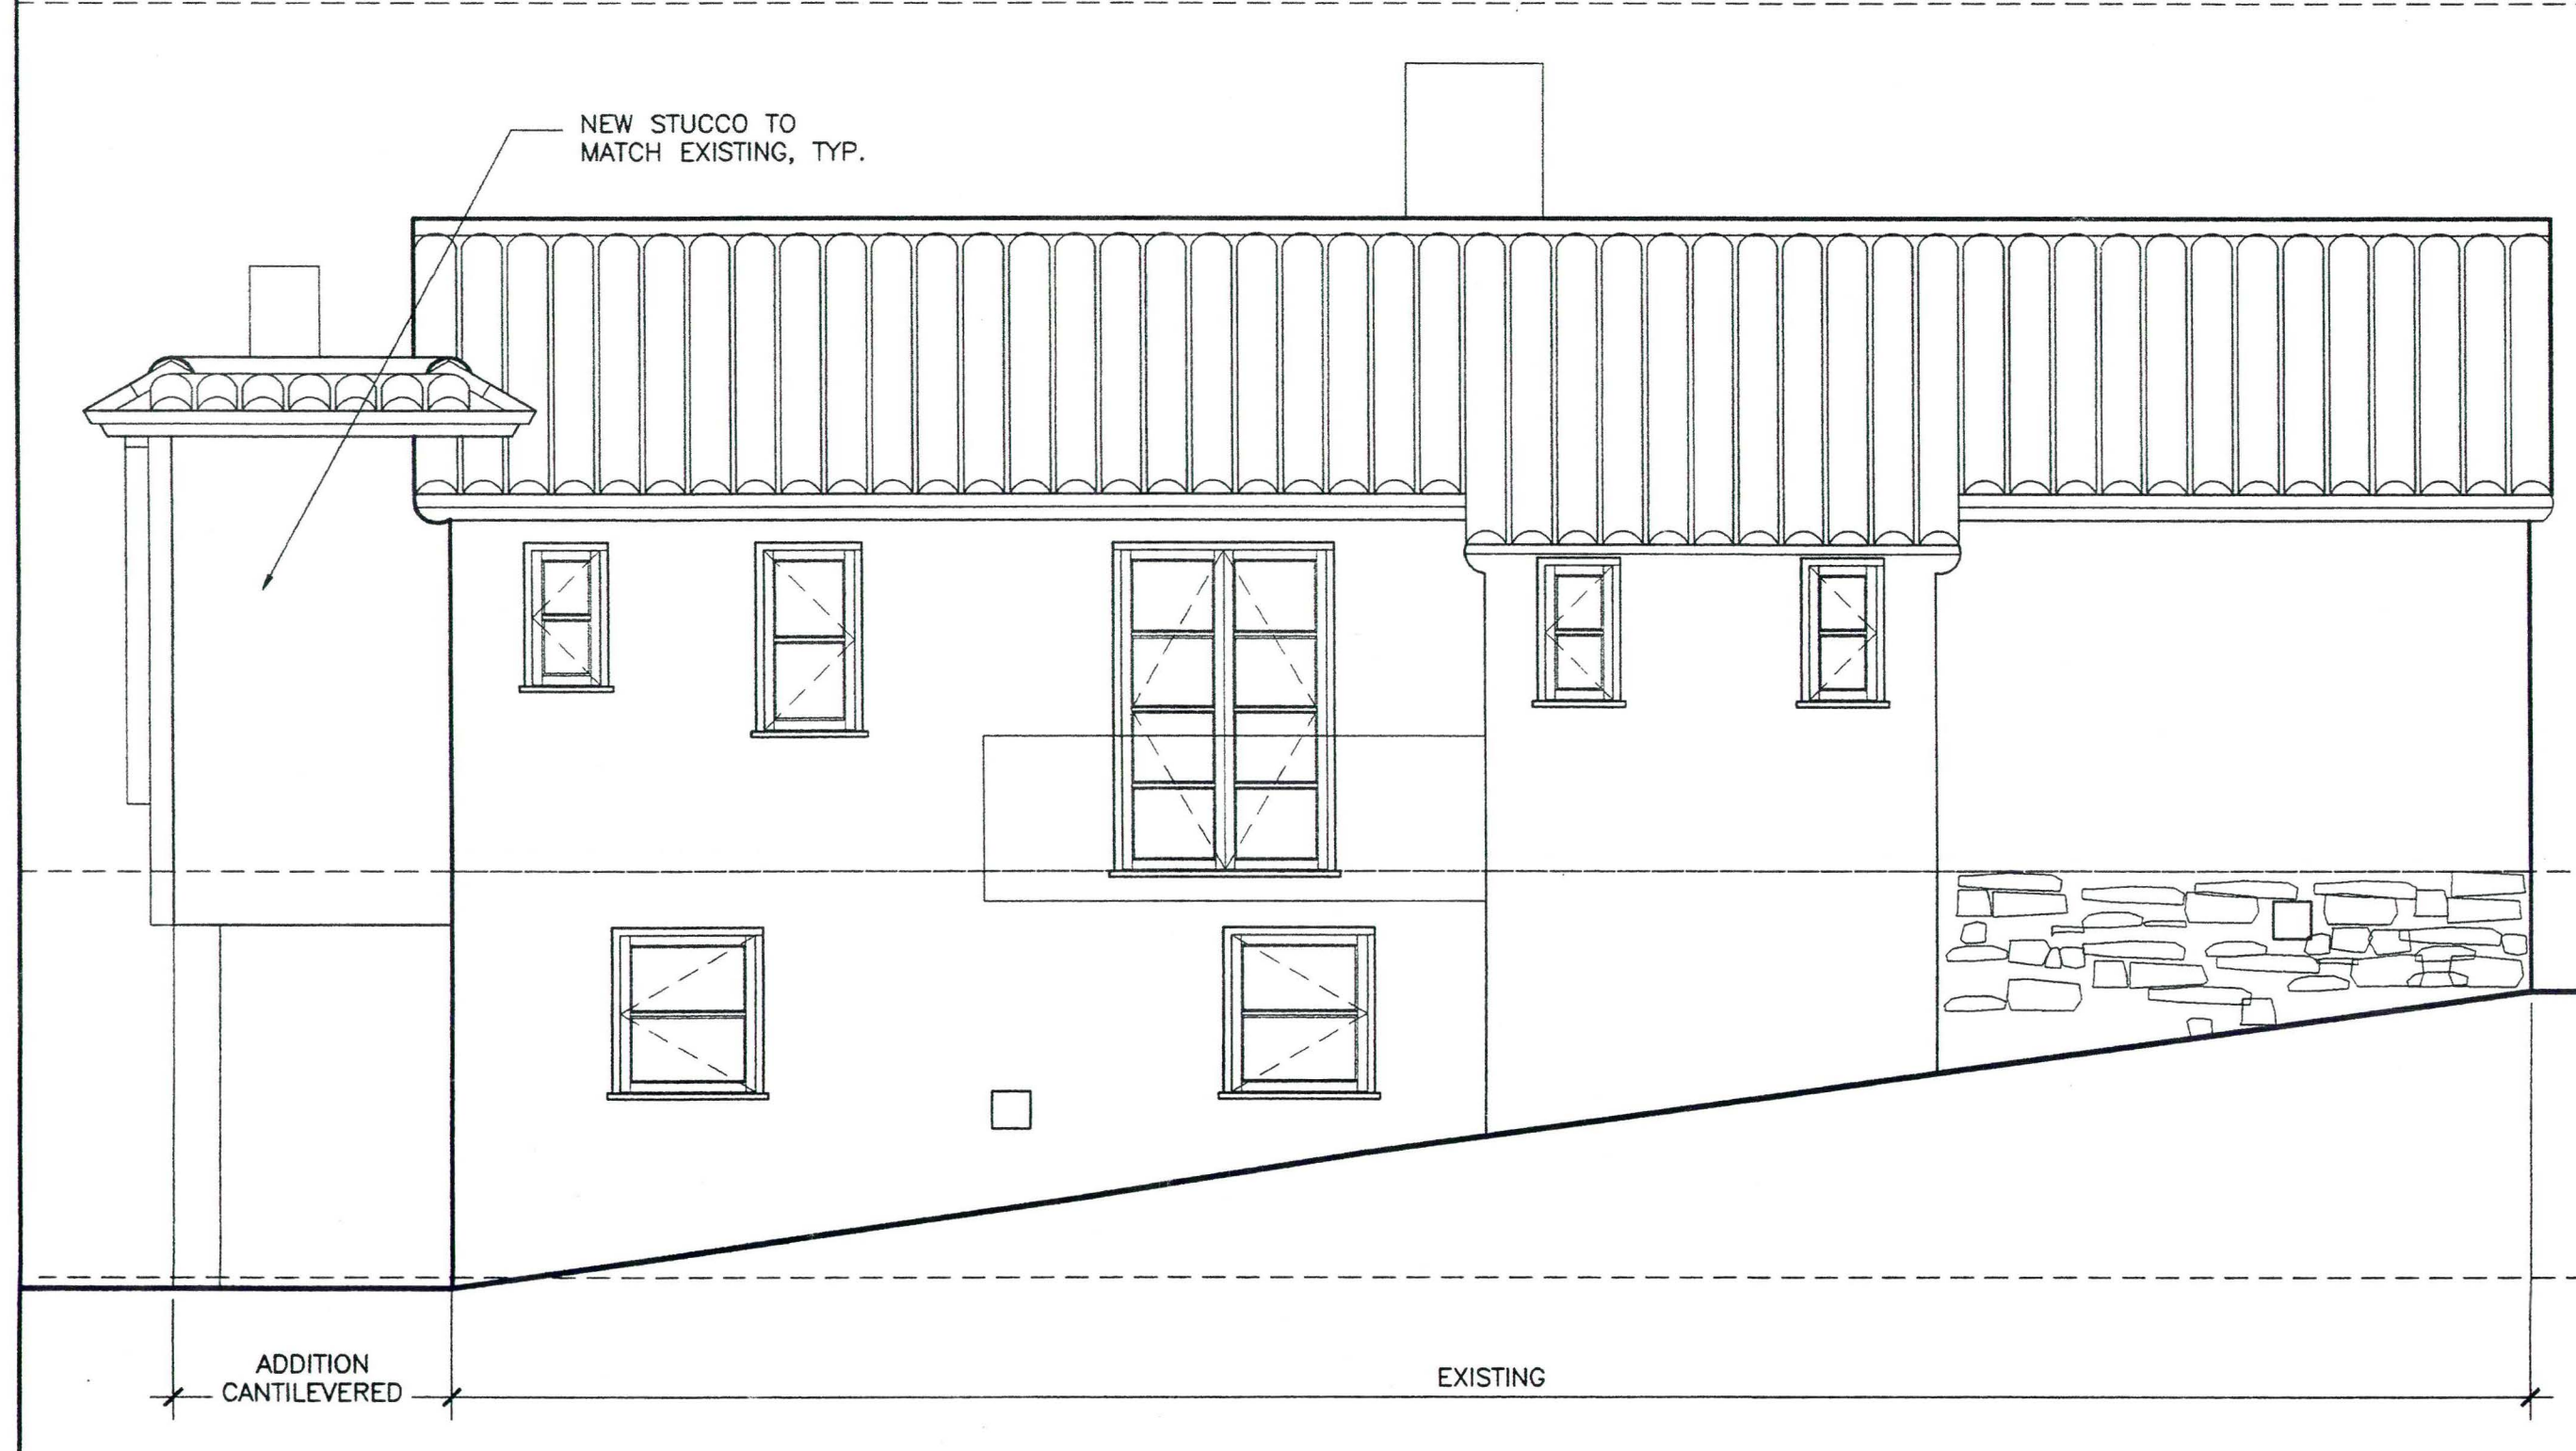 NEW STUCCO TO
MATCH EXISTING, TYP.
ADDITION
CANTILEVERED
EXISTING